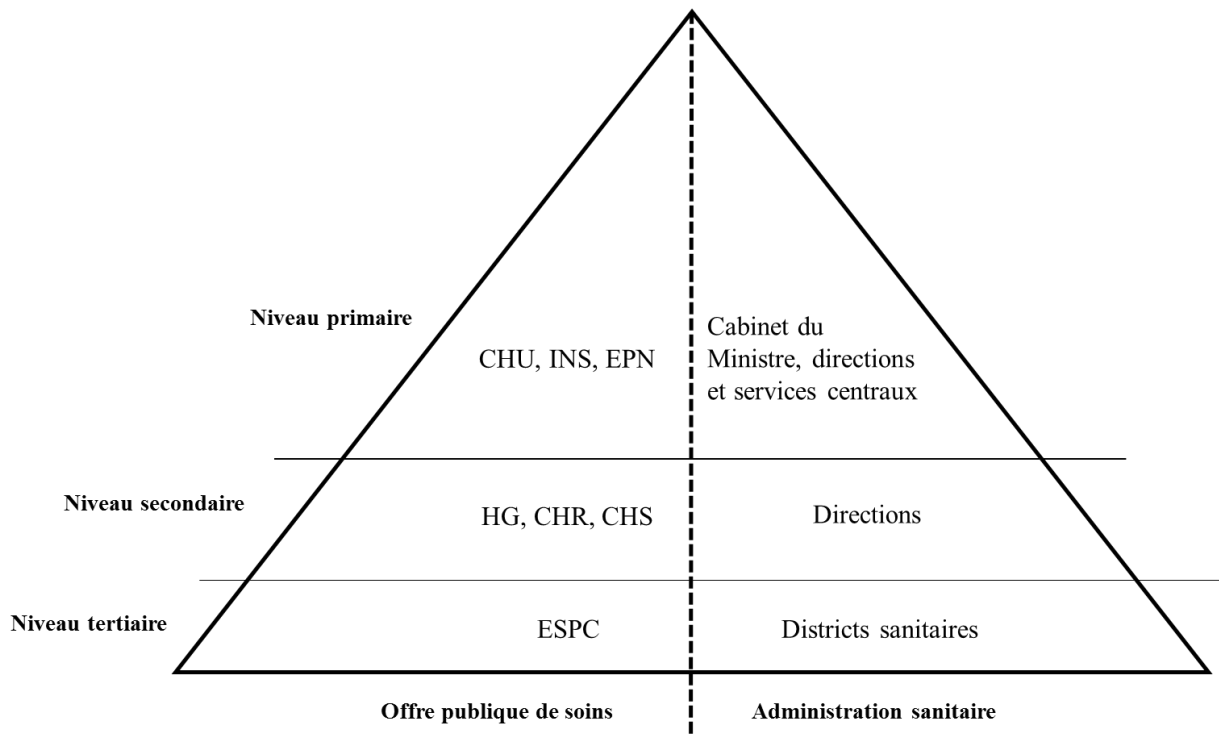 Niveau primaire
CHU, INS, EPN
Cabinet du
Ministre, directions
et services centraux
Niveau secondaire
HG, CHR, CHS
Directions
Niveau tertiaire
ESPC
Districts sanitaires
Offre publique de soins
Administration sanitaire